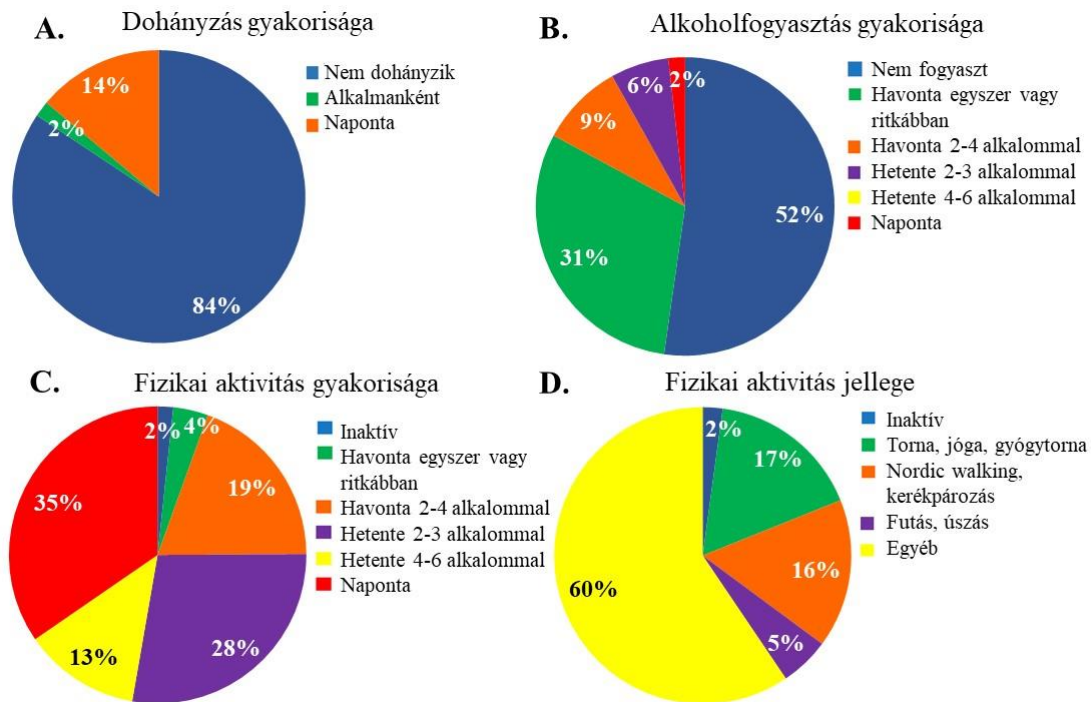 A.
Dohányzás gyakorisága
14%
2%
84%
Nem dohányzik
Alkalmanként
Naponta
B.
Alkoholfogyasztás gyakorisága
2%
6%
9%
31%
52%
Nem fogyaszt
Havonta egyszer vagy
ritkábban
Havonta 2-4 alkalommal
Hetente 2-3 alkalommal
Hetente 4-6 alkalommal
Naponta
C.
Fizikai aktivitás gyakorisága
2%
4%
19%
35%
13%
28%
Inaktív
Havonta egyszer vagy
ritkábban
Havonta 2-4 alkalommal
Hetente 2-3 alkalommal
Hetente 4-6 alkalommal
Naponta
D.
Fizikai aktivitás jellege
2%
17%
16%
60%
5%
Inaktív
Torna, jóga, gyógytorna
Nordic walking,
kerékpározás
Futás, úszás
Egyéb